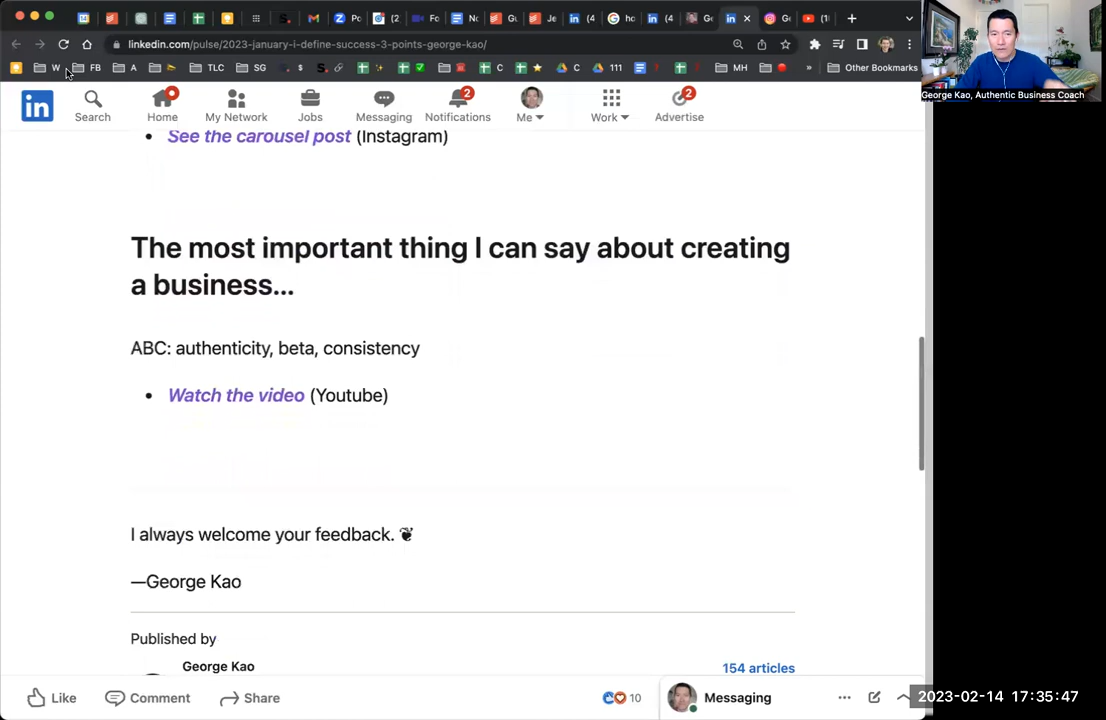 (2
Fo
linkedin.com/pulse/2023-january-i-define-success-3-points-george-kao/
W
FB
A
TLC
SG
$
C
C
111
MH
»
Other Bookmarks
George Kao, Authentic Business Coach
in
Search
Home
My Network
Jobs
Messaging
2
Notifications
Me
Work
2
Advertise
• See the carousel post (Instagram)
The most important thing I can say about creating
a business...
ABC: authenticity, beta, consistency
• Watch the video (Youtube)
I always welcome your feedback. ❦
—George Kao
Published by
George Kao
154 articles
Like
Comment
Share
10
Messaging
2023-02-14 17:35:47